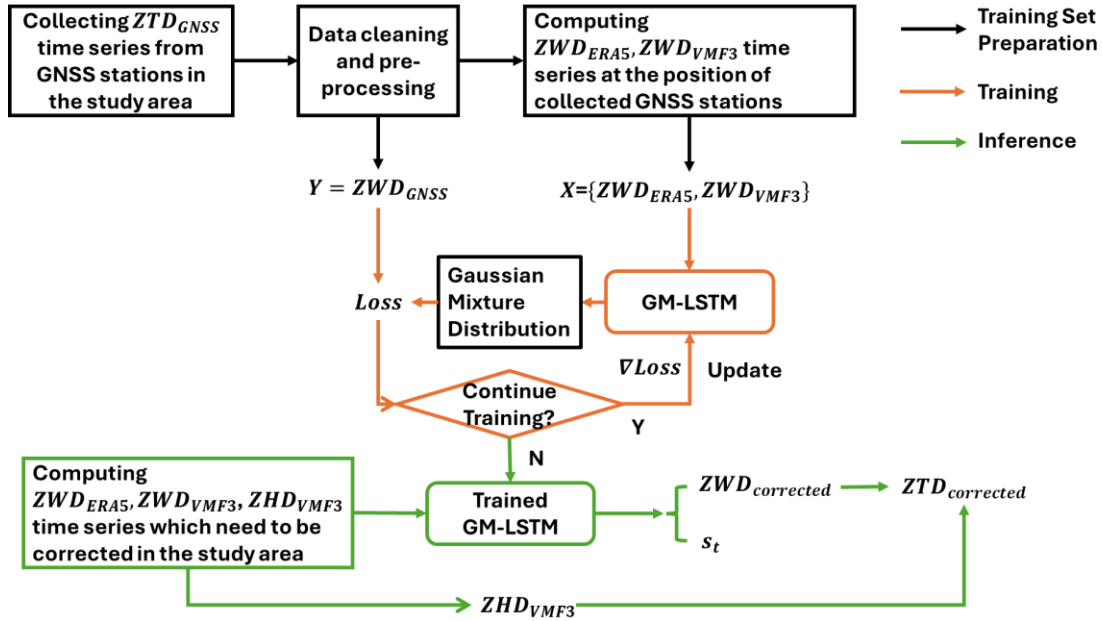 Collecting ZTD_GNSS
time series from
GNSS stations in
the study area
Data cleaning
and pre-
processing
Computing
ZWD_ERA5, ZWD_VMF3 time
series at the position of
collected GNSS stations
Training Set
Preparation
Training
Inference
Y = ZWD_GNSS
X={ZWD_ERA5, ZWD_VMF3}
Loss
Gaussian
Mixture
Distribution
GM-LSTM
∇Loss
Update
Continue
Training?
Y
N
Computing
ZWD_ERA5, ZWD_VMF3, ZHD_VMF3
time series which need to be
corrected in the study area
Trained
GM-LSTM
ZWD_corrected
s_t
ZTD_corrected
ZHD_VMF3